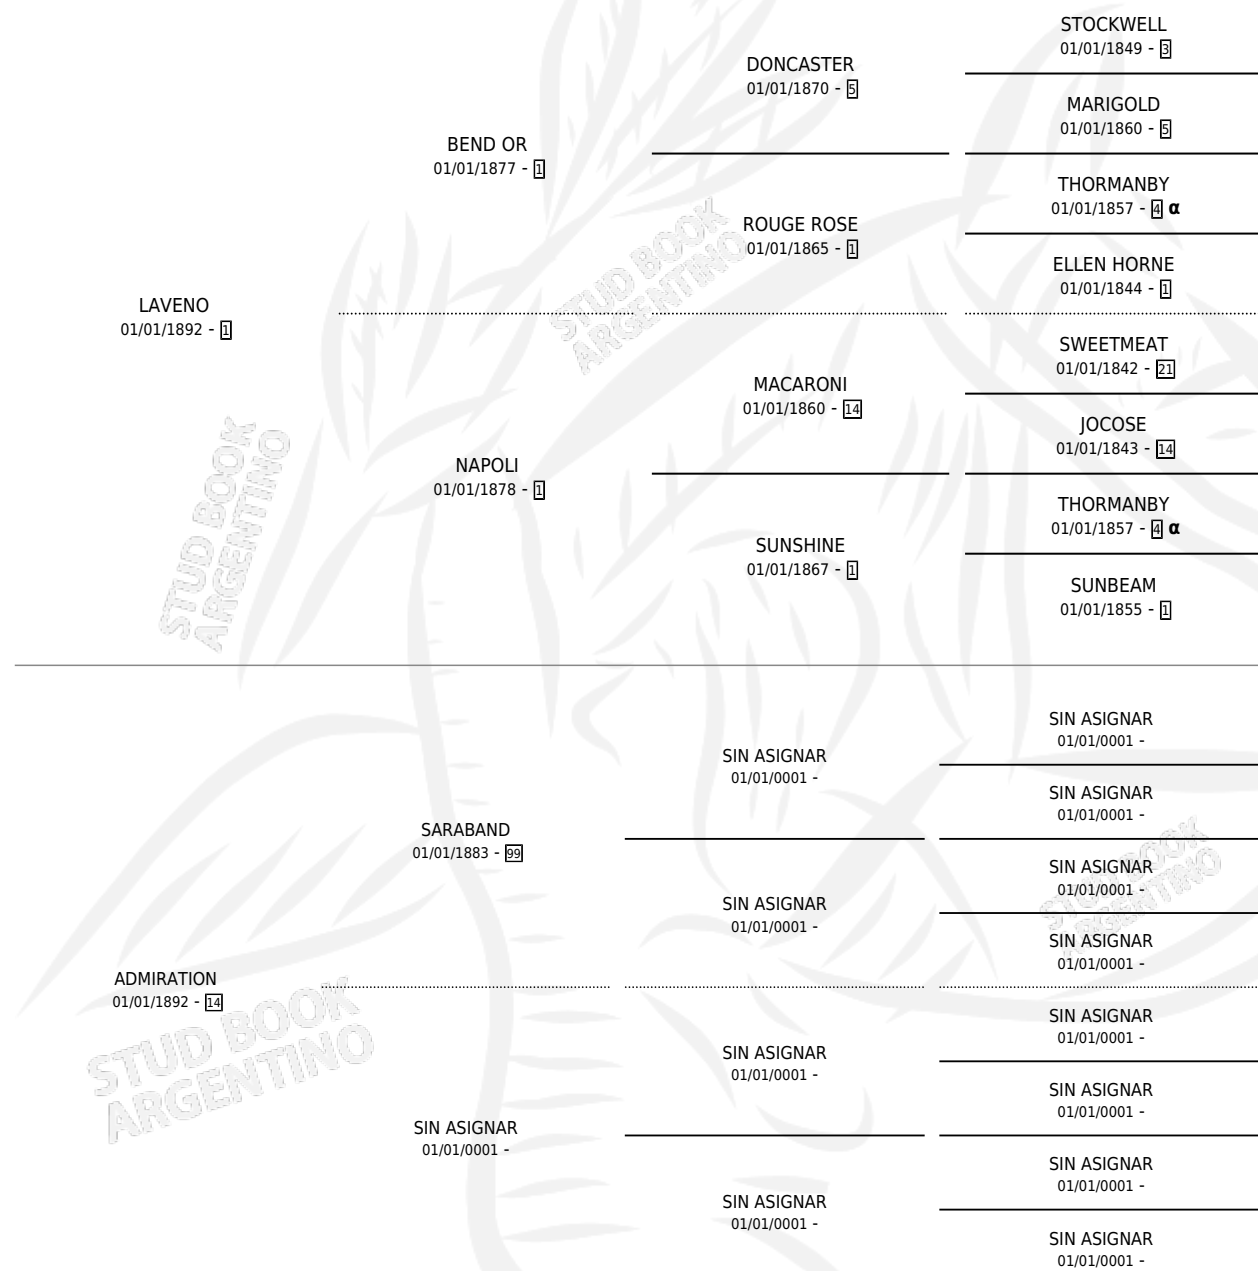 STOCKWELL
01/01/1849 - 3
DONCASTER
01/01/1870 - 5
MARIGOLD
01/01/1860 - 5
BEND OR
01/01/1877 - 1
THORMANBY
01/01/1857 - 4 α
ROUGE ROSE
01/01/1865 - 1
ELLEN HORNE
01/01/1844 - 1
LAVENO
01/01/1892 - 1
SWEETMEAT
01/01/1842 - 21
MACARONI
01/01/1860 - 14
JOCOSE
01/01/1843 - 14
NAPOLI
01/01/1878 - 1
THORMANBY
01/01/1857 - 4 α
SUNSHINE
01/01/1867 - 1
SUNBEAM
01/01/1855 - 1
STUD BOOK
ARGENTINO
STUD BOOK
ARGENTINO
SIN ASIGNAR
01/01/0001 -
SIN ASIGNAR
01/01/0001 -
SIN ASIGNAR
01/01/0001 -
SARABAND
01/01/1883 - 99
SIN ASIGNAR
01/01/0001 -
SIN ASIGNAR
01/01/0001 -
SIN ASIGNAR
01/01/0001 -
STUD BOOK
ARGENTINO
ADMIRATION
01/01/1892 - 14
SIN ASIGNAR
01/01/0001 -
SIN ASIGNAR
01/01/0001 -
SIN ASIGNAR
01/01/0001 -
SIN ASIGNAR
01/01/0001 -
SIN ASIGNAR
01/01/0001 -
SIN ASIGNAR
01/01/0001 -
SIN ASIGNAR
01/01/0001 -
STUD BOOK
ARGENTINO